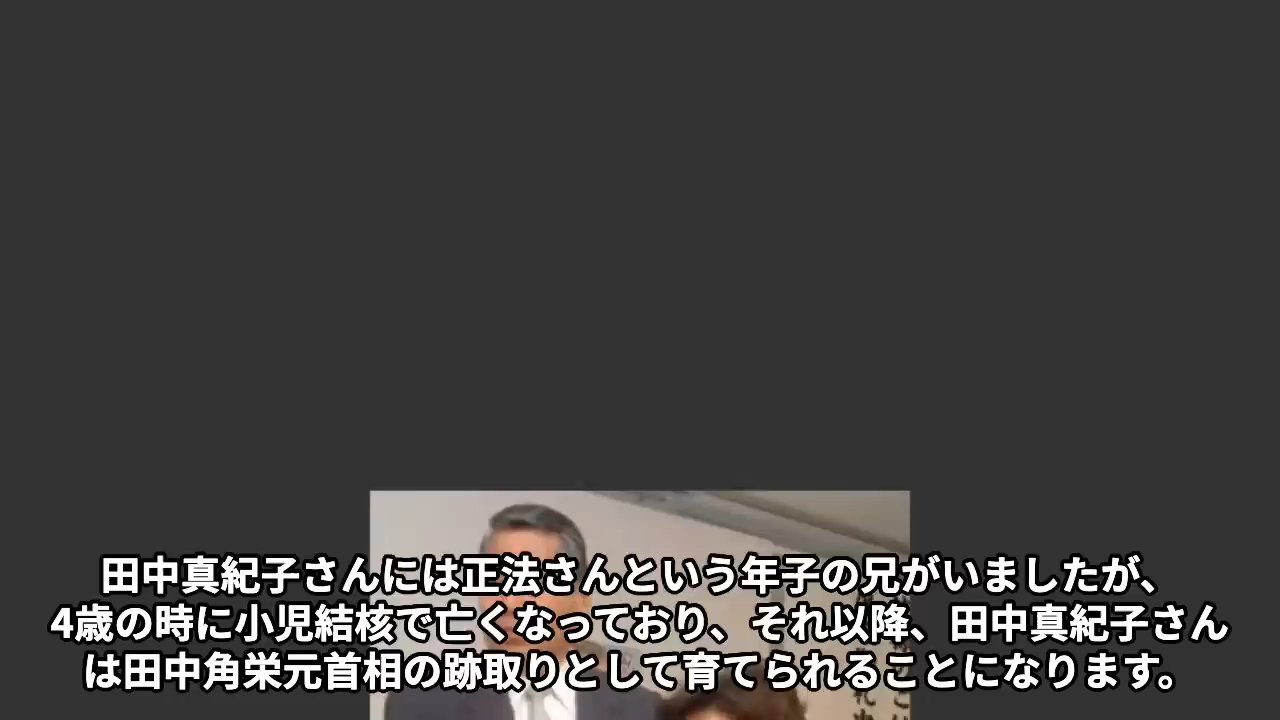 田中真紀子さんには正法さんという年子の兄がいましたが、
4歳の時に小児結核で亡くなっており、それ以降、田中真紀子さん
は田中角栄元首相の跡取りとして育てられることになります。